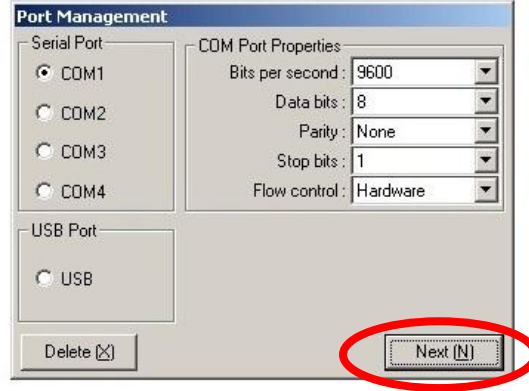 Port Management
Serial Port
COM1
COM2
COM3
COM4
COM Port Properties
Bits per second : 9600
Data bits : 8
Parity : None
Stop bits : 1
Flow control : Hardware
USB Port
USB
Delete (X)
Next (N)